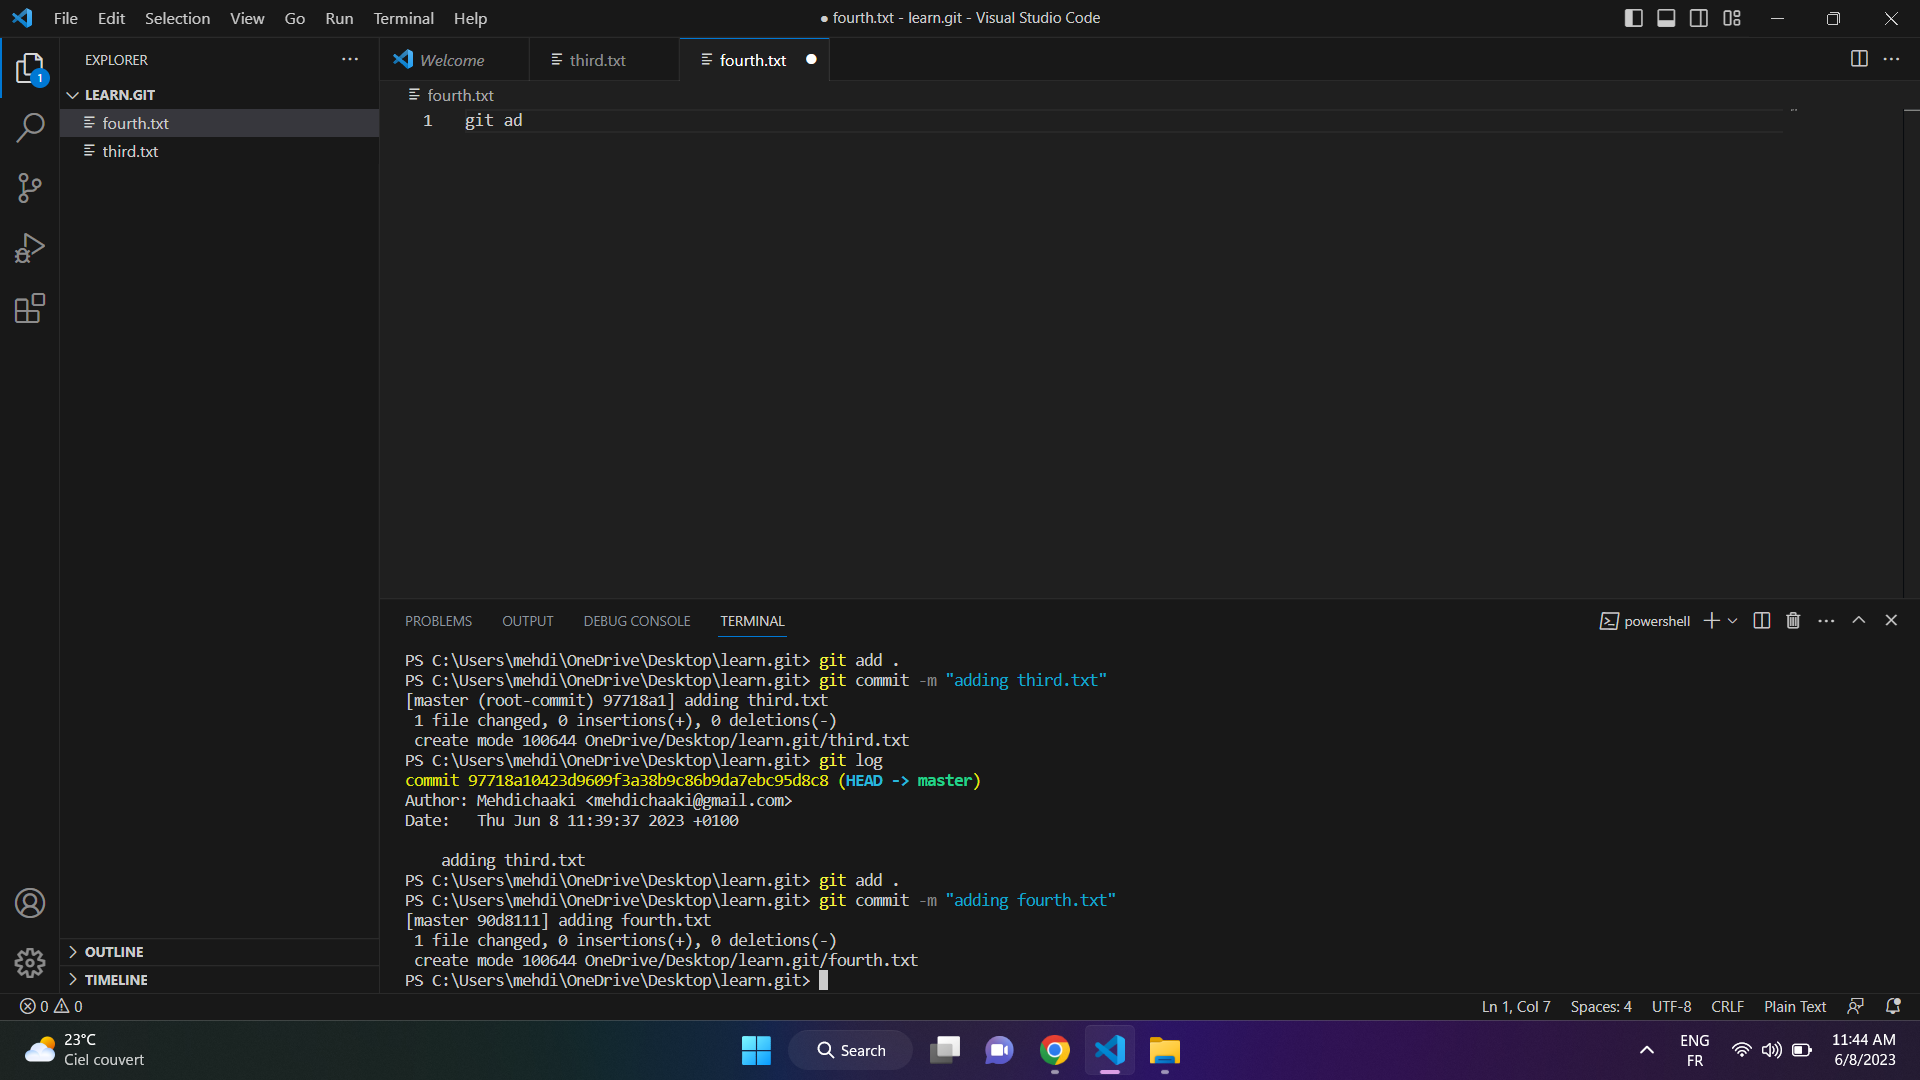 File Edit Selection View Go Run Terminal Help
● fourth.txt - learn.git - Visual Studio Code
EXPLORER
Welcome
third.txt
fourth.txt
1
LEARN.GIT
fourth.txt
third.txt
fourth.txt
1 git ad
PROBLEMS OUTPUT DEBUG CONSOLE TERMINAL
powershell
PS C:\Users\mehdi\OneDrive\Desktop\learn.git> git add .
PS C:\Users\mehdi\OneDrive\Desktop\learn.git> git commit -m "adding third.txt"
[master (root-commit) 97718a1] adding third.txt
1 file changed, 0 insertions(+), 0 deletions(-)
create mode 100644 OneDrive/Desktop/learn.git/third.txt
PS C:\Users\mehdi\OneDrive\Desktop\learn.git> git log
commit 97718a10423d9609f3a38b9c86b9da7ebc95d8c8 (HEAD -> master)
Author: Mehdichaaki <mehdichaaki@gmail.com>
Date:   Thu Jun 8 11:39:37 2023 +0100
adding third.txt
PS C:\Users\mehdi\OneDrive\Desktop\learn.git> git add .
PS C:\Users\mehdi\OneDrive\Desktop\learn.git> git commit -m "adding fourth.txt"
[master 90d8111] adding fourth.txt
1 file changed, 0 insertions(+), 0 deletions(-)
create mode 100644 OneDrive/Desktop/learn.git/fourth.txt
PS C:\Users\mehdi\OneDrive\Desktop\learn.git>
OUTLINE
TIMELINE
0 0
Ln 1, Col 7 Spaces: 4 UTF-8 CRLF Plain Text
23°C
Ciel couvert
Search
ENG
FR
11:44 AM
6/8/2023